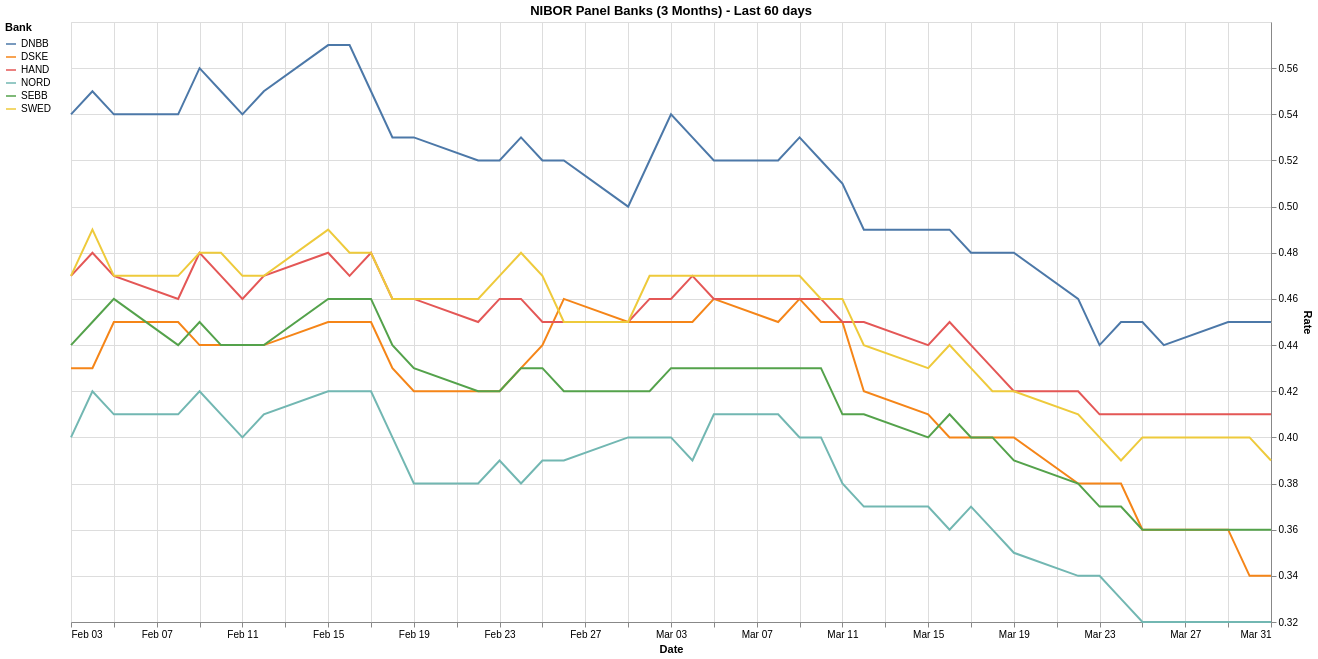 NIBOR Panel Banks (3 Months) - Last 60 days
Bank
DNBB
DSKE
HAND
NORD
SEBB
SWED
0.56
0.54
0.52
0.50
0.48
0.46
0.44
0.42
0.40
0.38
0.36
0.34
0.32
Rate
Feb 03 Feb 07 Feb 11 Feb 15 Feb 19 Feb 23 Feb 27 Mar 03 Mar 07 Mar 11 Mar 15 Mar 19 Mar 23 Mar 27 Mar 31
Date